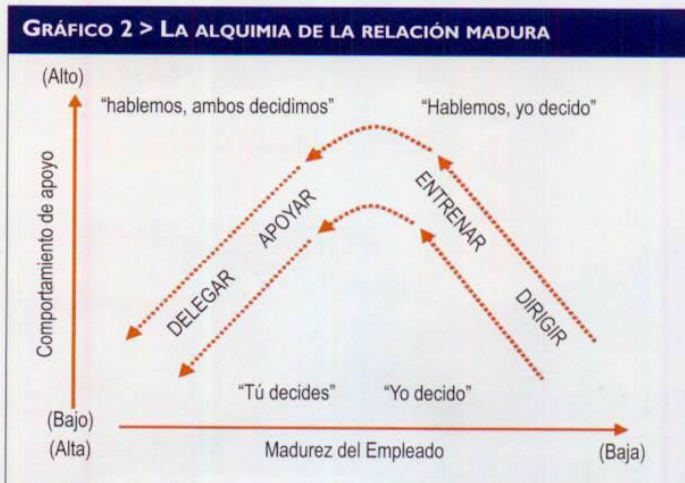 GRÁFICO 2 > LA ALQUIMIA DE LA RELACIÓN MADURA
(Alto)
"hablemos, ambos decidimos" "Hablemos, yo decido"
Comportamiento de apoyo
DELEGAR APOYAR ENTRENAR DIRIGIR
"Tú decides" "Yo decido"
(Bajo)
(Alta) Madurez del Empleado (Baja)